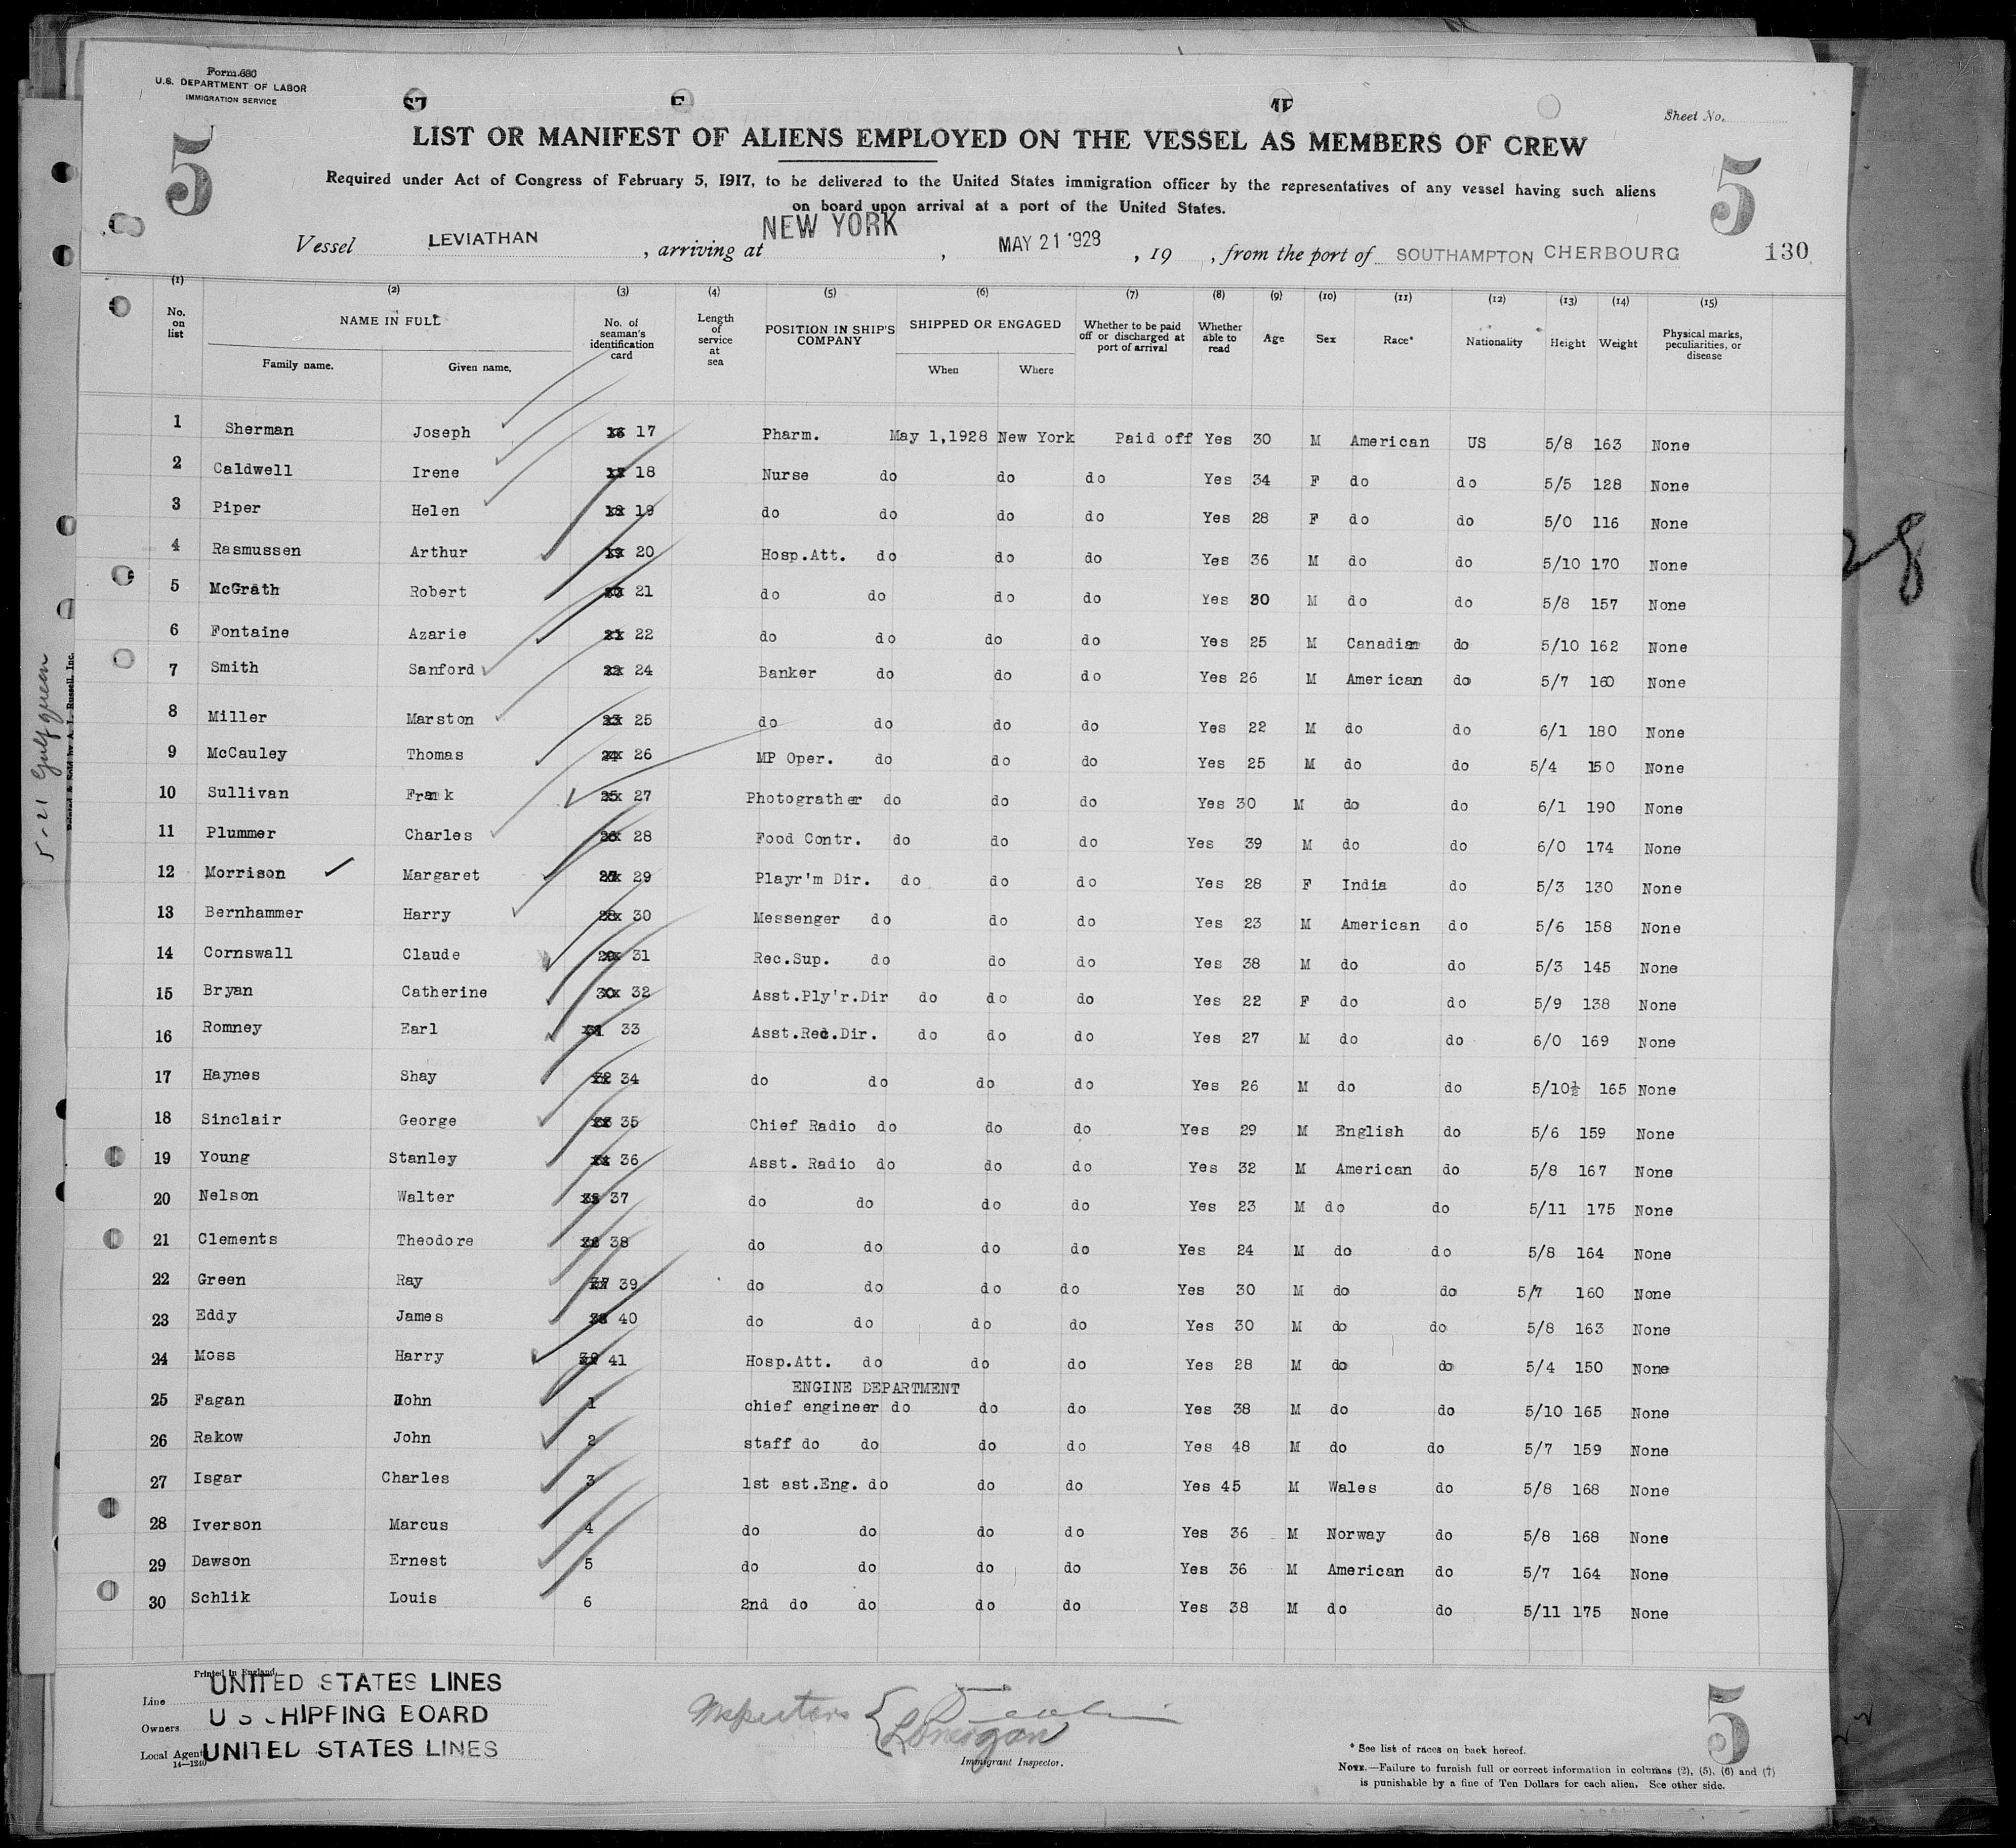 Form 680
U.S. DEPARTMENT OF LABOR
IMMIGRATION SERVICE
Sheet No.
5
5
LIST OR MANIFEST OF ALIENS EMPLOYED ON THE VESSEL AS MEMBERS OF CREW
Required under Act of Congress of February 5, 1917, to be delivered to the United States immigration officer by the representatives of any vessel having such aliens
on board upon arrival at a port of the United States.
Vessel LEVIATHAN , arriving at NEW YORK , MAY 21 1928 , 19 , from the port of SOUTHAMPTON CHERBOURG 130
(1) (2) (3) (4) (5) (6) (7) (8) (9) (10) (11) (12) (13) (14) (15)
No. on list NAME IN FULL Family name. Given name. No. of seaman's identification card Length of service at sea POSITION IN SHIP'S COMPANY SHIPPED OR ENGAGED When Where Whether to be paid off or discharged at port of arrival Whether able to read Age Sex Race* Nationality Height Weight Physical marks, peculiarities, or disease
1 Sherman Joseph 17 Pharm. May 1,1928 New York Paid off Yes 30 M American US 5/8 163 None
2 Caldwell Irene 18 Nurse do do do Yes 34 F do do 5/5 128 None
3 Piper Helen 19 do do do do Yes 28 F do do 5/0 116 None
4 Rasmussen Arthur 20 Hosp.Att. do do do Yes 36 M do do 5/10 170 None
5 McGrath Robert 21 do do do do Yes 30 M do do 5/8 157 None
6 Fontaine Azarie 22 do do do do Yes 25 M Canadian do 5/10 162 None
7 Smith Sanford 24 Banker do do do Yes 26 M American do 5/7 160 None
8 Miller Marston 25 do do do do Yes 22 M do do 6/1 180 None
9 McCauley Thomas 26 MP Oper. do do do Yes 25 M do do 5/4 150 None
10 Sullivan Frank 27 Photograther do do do Yes 30 M do do 6/1 190 None
11 Plummer Charles 28 Food Contr. do do do Yes 39 M do do 6/0 174 None
12 Morrison Margaret 29 Playr'm Dir. do do do Yes 28 F India do 5/3 130 None
13 Bernhammer Harry 30 Messenger do do do Yes 23 M American do 5/6 158 None
14 Cornswall Claude 31 Rec.Sup. do do do Yes 38 M do do 5/3 145 None
15 Bryan Catherine 32 Asst.Ply'r.Dir do do do Yes 22 F do do 5/9 138 None
16 Romney Earl 33 Asst.Rec.Dir. do do do Yes 27 M do do 6/0 169 None
17 Haynes Shay 34 do do do do Yes 26 M do do 5/10½ 165 None
18 Sinclair George 35 Chief Radio do do do Yes 29 M English do 5/6 159 None
19 Young Stanley 36 Asst. Radio do do do Yes 32 M American do 5/8 167 None
20 Nelson Walter 37 do do do do Yes 23 M do do 5/11 175 None
21 Clements Theodore 38 do do do do Yes 24 M do do 5/8 164 None
22 Green Ray 39 do do do do Yes 30 M do do 5/7 160 None
23 Eddy James 40 do do do do Yes 30 M do do 5/8 163 None
24 Moss Harry 41 Hosp.Att. do do do Yes 28 M do do 5/4 150 None
ENGINE DEPARTMENT
25 Fagan John 1 chief engineer do do do Yes 38 M do do 5/10 165 None
26 Rakow John 2 staff do do do do Yes 48 M do do 5/7 159 None
27 Isgar Charles 3 1st ast.Eng. do do do Yes 45 M Wales do 5/8 168 None
28 Iverson Marcus 4 do do do do Yes 36 M Norway do 5/8 168 None
29 Dawson Ernest 5 do do do do Yes 36 M American do 5/7 164 None
30 Schlik Louis 6 2nd do do do do Yes 38 M do do 5/11 175 None
Printed in England
Line UNITED STATES LINES
Owners U S SHIPPING BOARD
Local Agent UNITED STATES LINES
14-1240
Inspectors
Lonergan
Immigrant Inspector.
* See list of races on back hereof.
NOTE.—Failure to furnish full or correct information in columns (2), (5), (6) and (7)
is punishable by a fine of Ten Dollars for each alien. See other side.
5